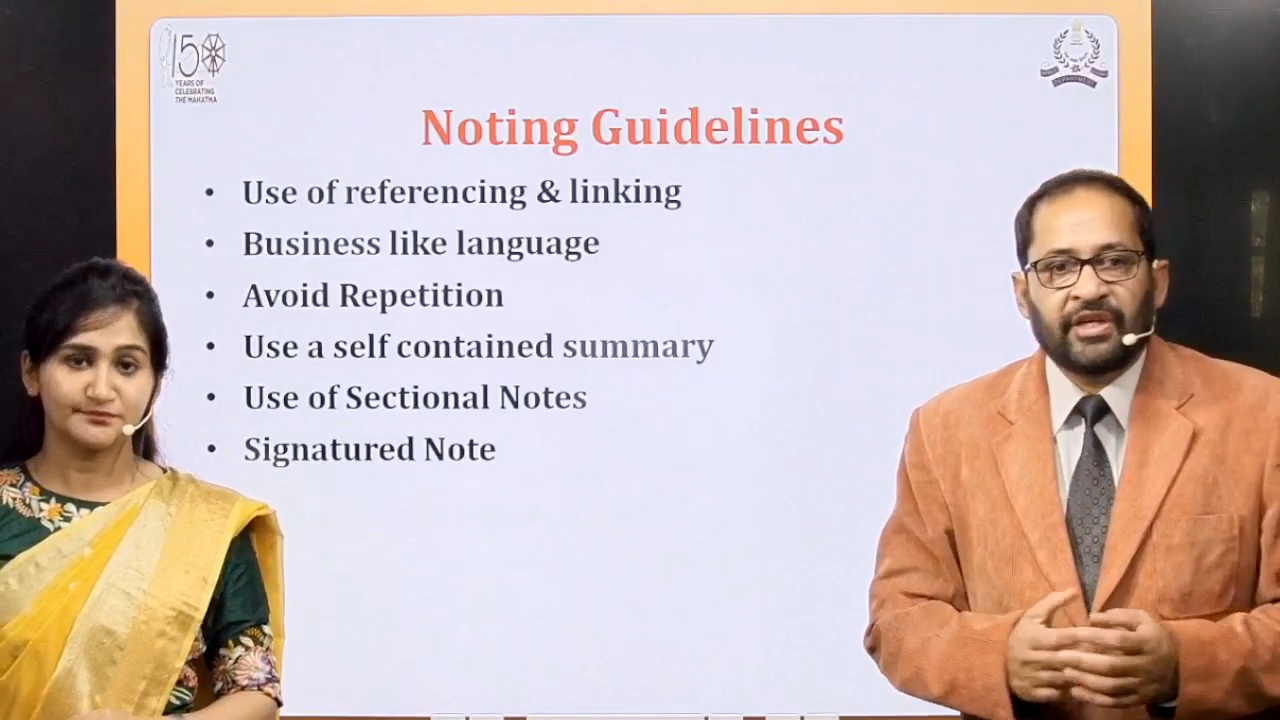 150
YEARS OF
CELEBRATING
THE MAHATMA
DEPARTMENT
Noting Guidelines
• Use of referencing & linking
• Business like language
• Avoid Repetition
• Use a self contained summary
• Use of Sectional Notes
• Signatured Note